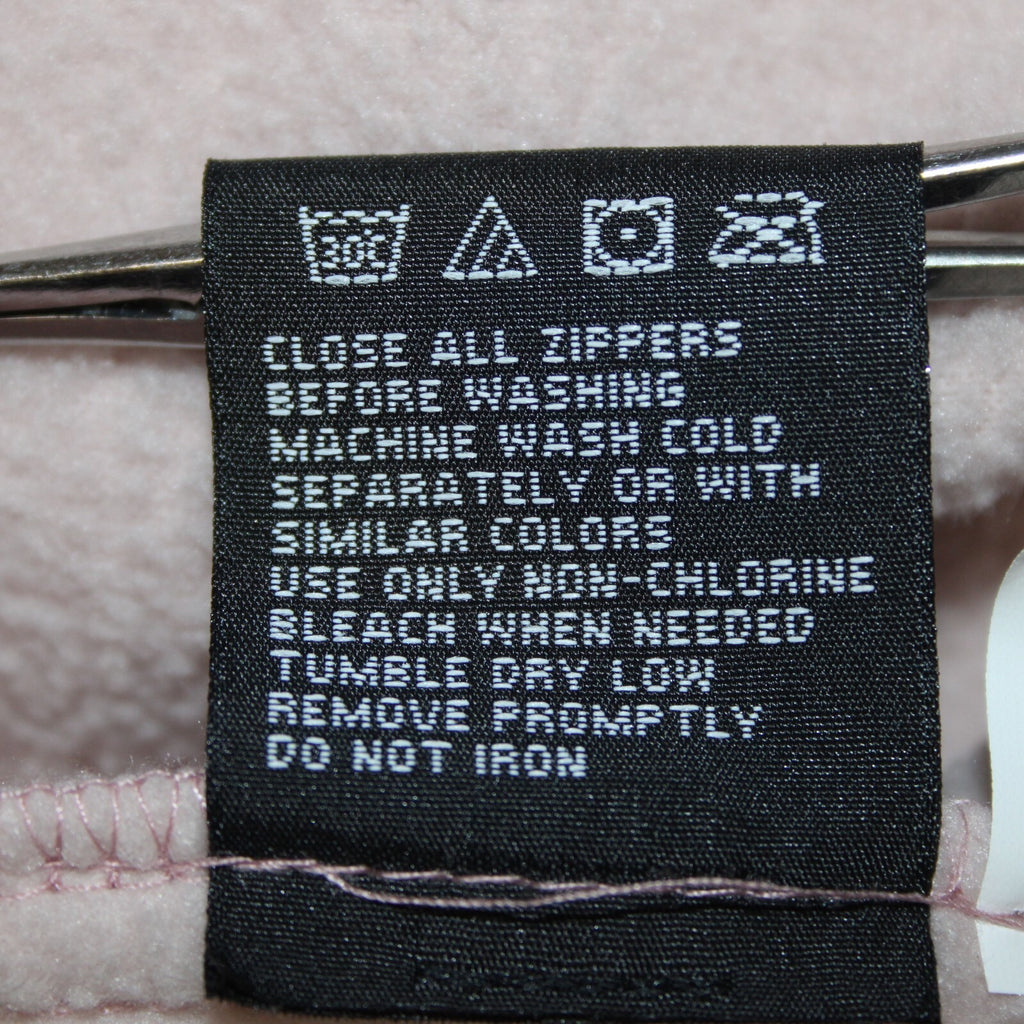 30C
CLOSE ALL ZIPPERS
BEFORE WASHING
MACHINE WASH COLD
SEPARATELY OR WITH
SIMILAR COLORS
USE ONLY NON-CHLORINE
BLEACH WHEN NEEDED
TUMBLE DRY LOW
REMOVE PROMPTLY
DO NOT IRON